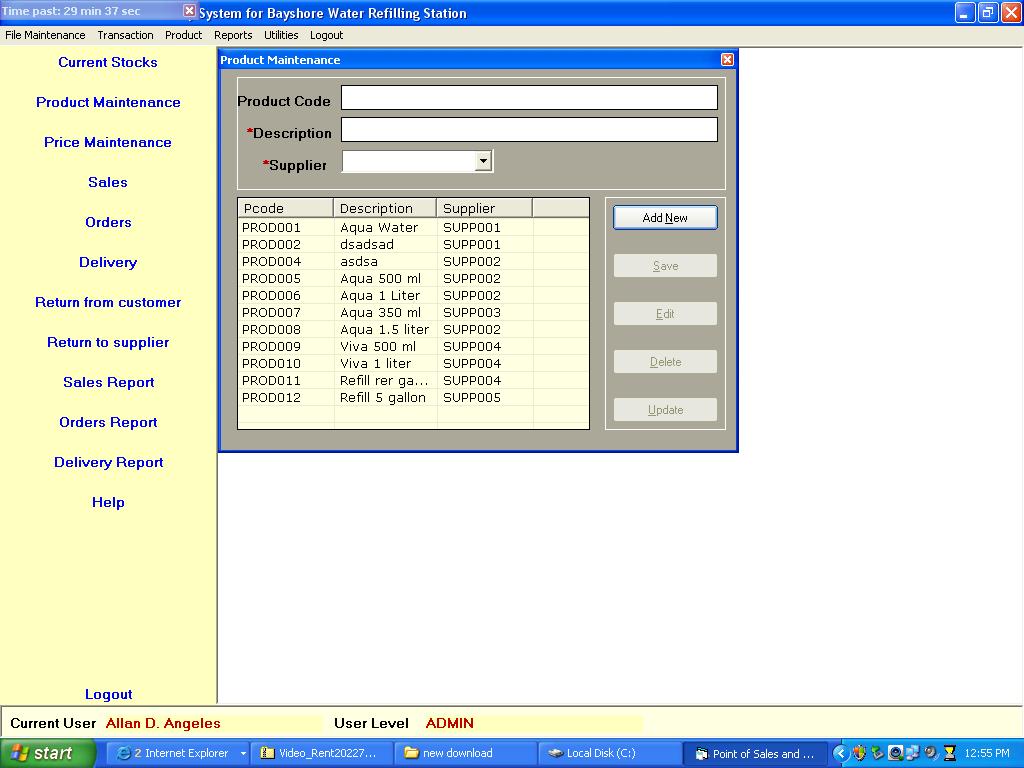 Time past: 29 min 37 sec
System for Bayshore Water Refilling Station
File Maintenance Transaction Product Reports Utilities Logout
Current Stocks
Product Maintenance
Price Maintenance
Sales
Orders
Delivery
Return from customer
Return to supplier
Sales Report
Orders Report
Delivery Report
Help
Logout
Product Maintenance
Product Code
*Description
*Supplier
Pcode Description Supplier
PROD001 Aqua Water SUPP001
PROD002 dsadsad SUPP001
PROD004 asdsa SUPP002
PROD005 Aqua 500 ml SUPP002
PROD006 Aqua 1 Liter SUPP002
PROD007 Aqua 350 ml SUPP003
PROD008 Aqua 1.5 liter SUPP002
PROD009 Viva 500 ml SUPP004
PROD010 Viva 1 liter SUPP004
PROD011 Refill rer ga... SUPP004
PROD012 Refill 5 gallon SUPP005
Add New
Save
Edit
Delete
Update
Current User Allan D. Angeles User Level ADMIN
start 2 Internet Explorer Video_Rent20227... new download Local Disk (C:) Point of Sales and ... 12:55 PM